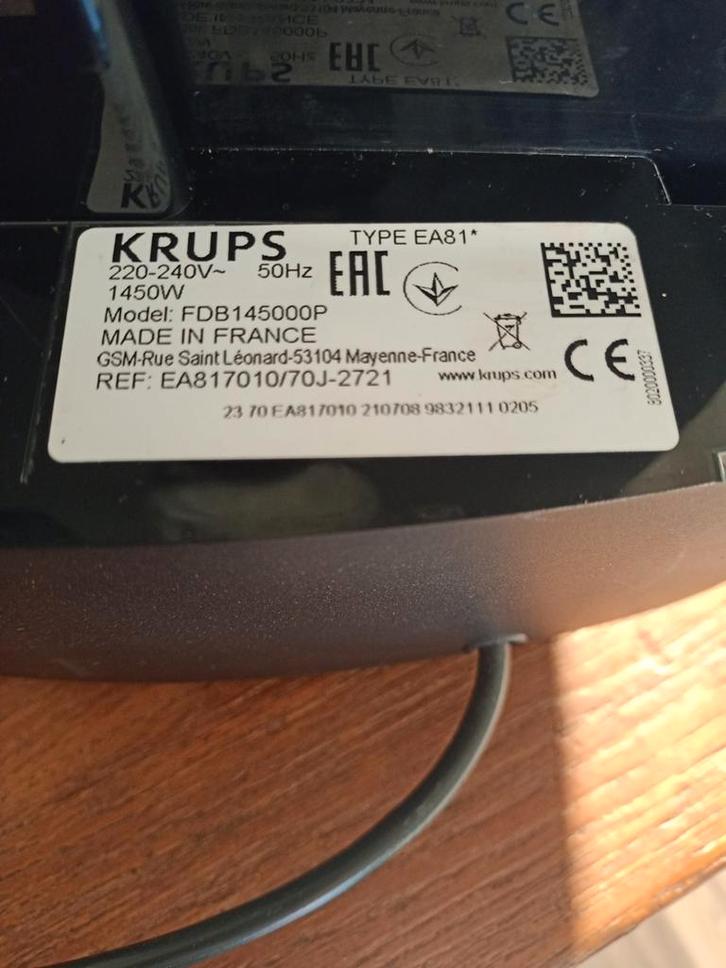 KRUPS
TYPE EA81*
220-240V~ 50Hz
EAC
1450W
Model: FDB145000P
MADE IN FRANCE
GSM-Rue Saint Léonard-53104 Mayenne-France
REF: EA817010/70J-2721
www.krups.com
CE
8020000337
23 70 EA817010 210708 9832111 0205